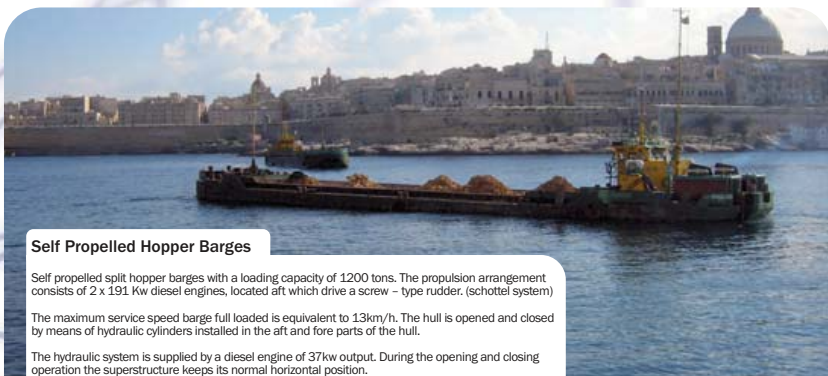 Self Propelled Hopper Barges
Self propelled split hopper barges with a loading capacity of 1200 tons. The propulsion arrangement
consists of 2 x 191 Kw diesel engines, located aft which drive a screw – type rudder. (schottel system)
The maximum service speed barge full loaded is equivalent to 13km/h. The hull is opened and closed
by means of hydraulic cylinders installed in the aft and fore parts of the hull.
The hydraulic system is supplied by a diesel engine of 37kw output. During the opening and closing
operation the superstructure keeps its normal horizontal position.